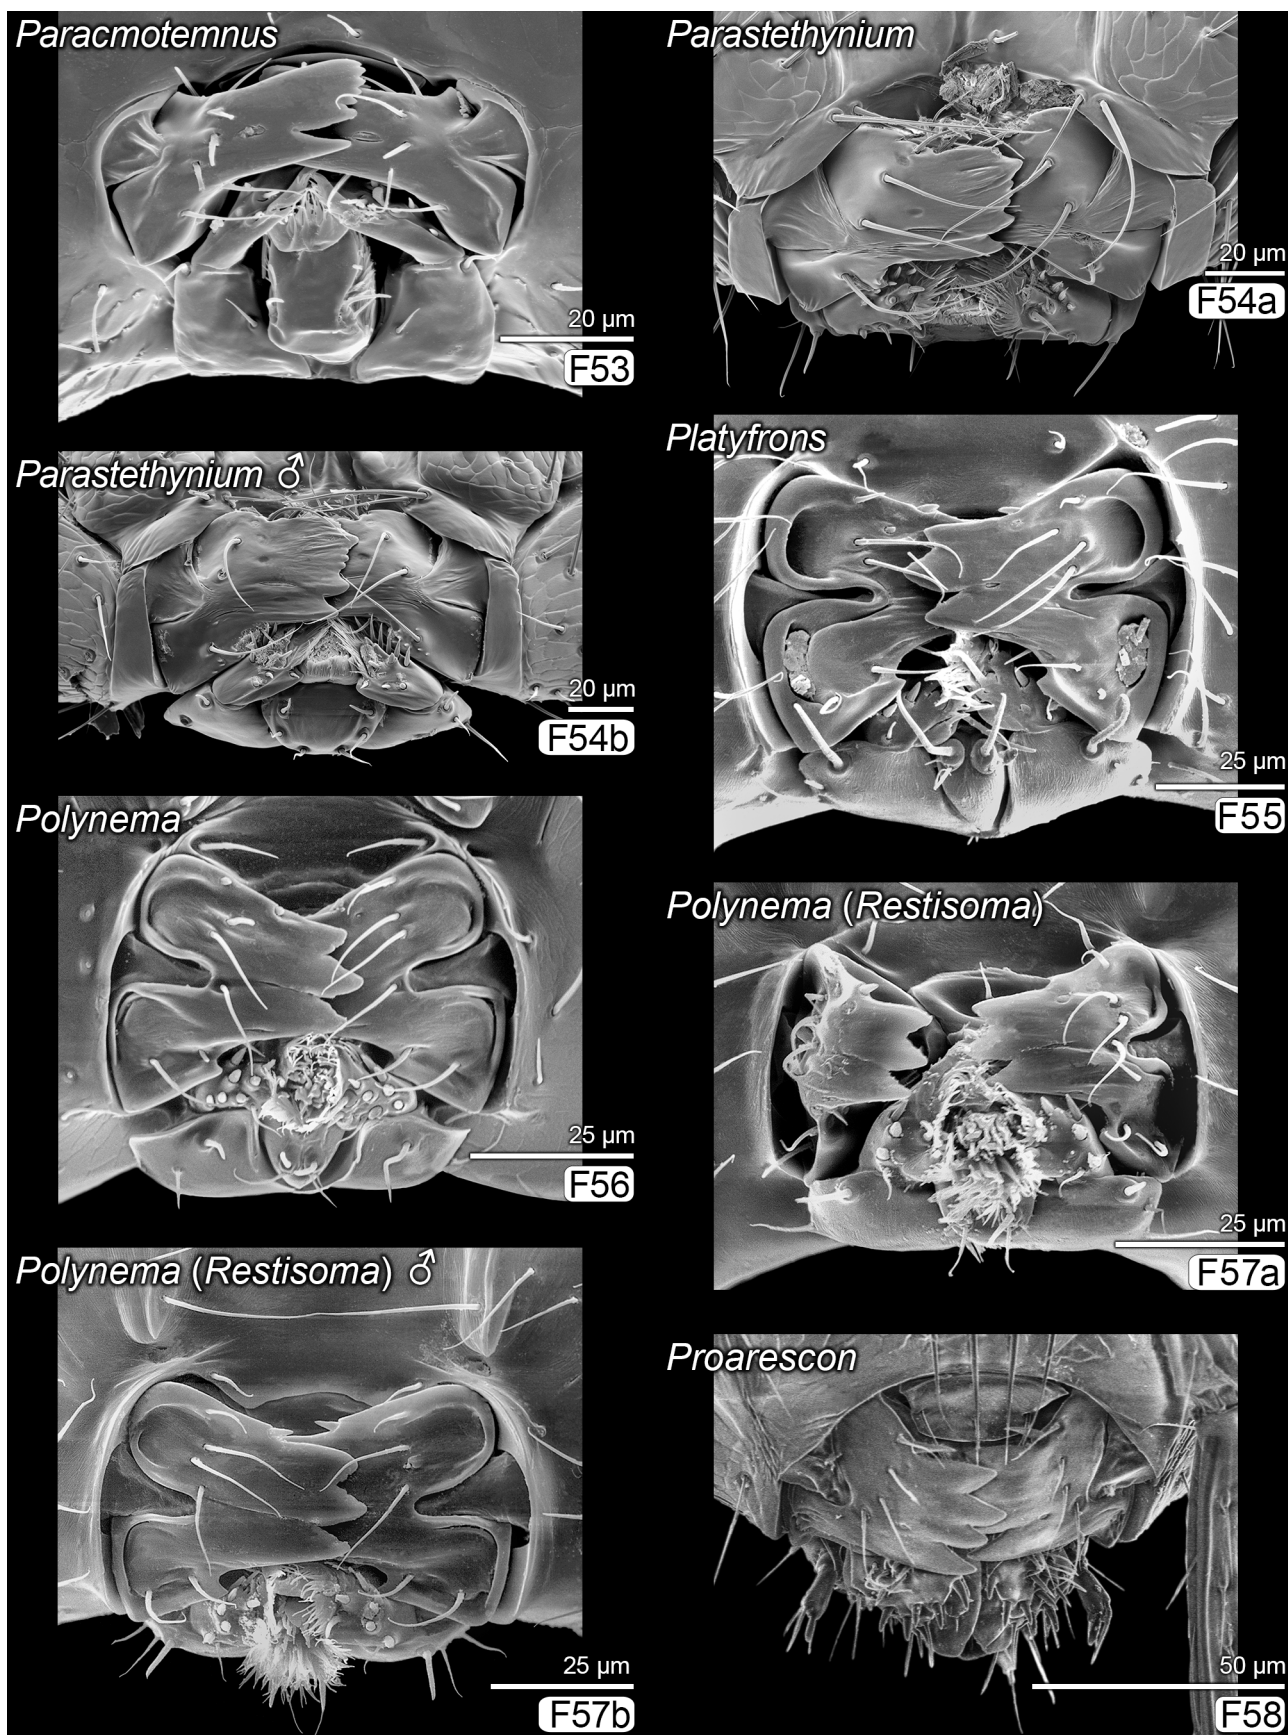 Paracmotemnus
20 µm
F53
Parastethynium
20 µm
F54a
Parastethynium ♂
20 µm
F54b
Platyfrons
25 µm
F55
Polynema
25 µm
F56
Polynema (Restisoma)
25 µm
F57a
Polynema (Restisoma) ♂
25 µm
F57b
Proarescon
50 µm
F58